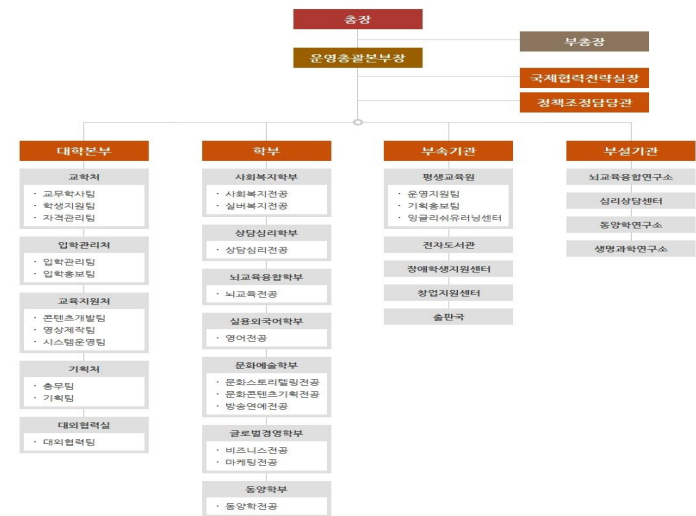 총장
부총장
운영총괄본부장
국제협력전략실장
정책조정담당관
대학본부
교학처
· 교무학사팀
· 학생지원팀
· 자격관리팀
입학관리처
· 입학관리팀
· 입학홍보팀
교육지원처
· 콘텐츠개발팀
· 영상제작팀
· 시스템운영팀
기획처
· 총무팀
· 기획팀
대외협력실
· 대외협력팀
학부
사회복지학부
· 사회복지전공
· 실버복지전공
상담심리학부
· 상담심리전공
뇌교육융합학부
· 뇌교육전공
실용외국어학부
· 영어전공
문화예술학부
· 문화스토리텔링전공
· 문화콘텐츠기획전공
· 방송연예전공
글로벌경영학부
· 비즈니스전공
· 마케팅전공
동양학부
· 동양학전공
부속기관
평생교육원
· 운영지원팀
· 기획홍보팀
· 잉글리쉬유러닝센터
전자도서관
장애학생지원센터
창업지원센터
출판국
부설기관
뇌교육융합연구소
심리상담센터
동양학연구소
생명과학연구소